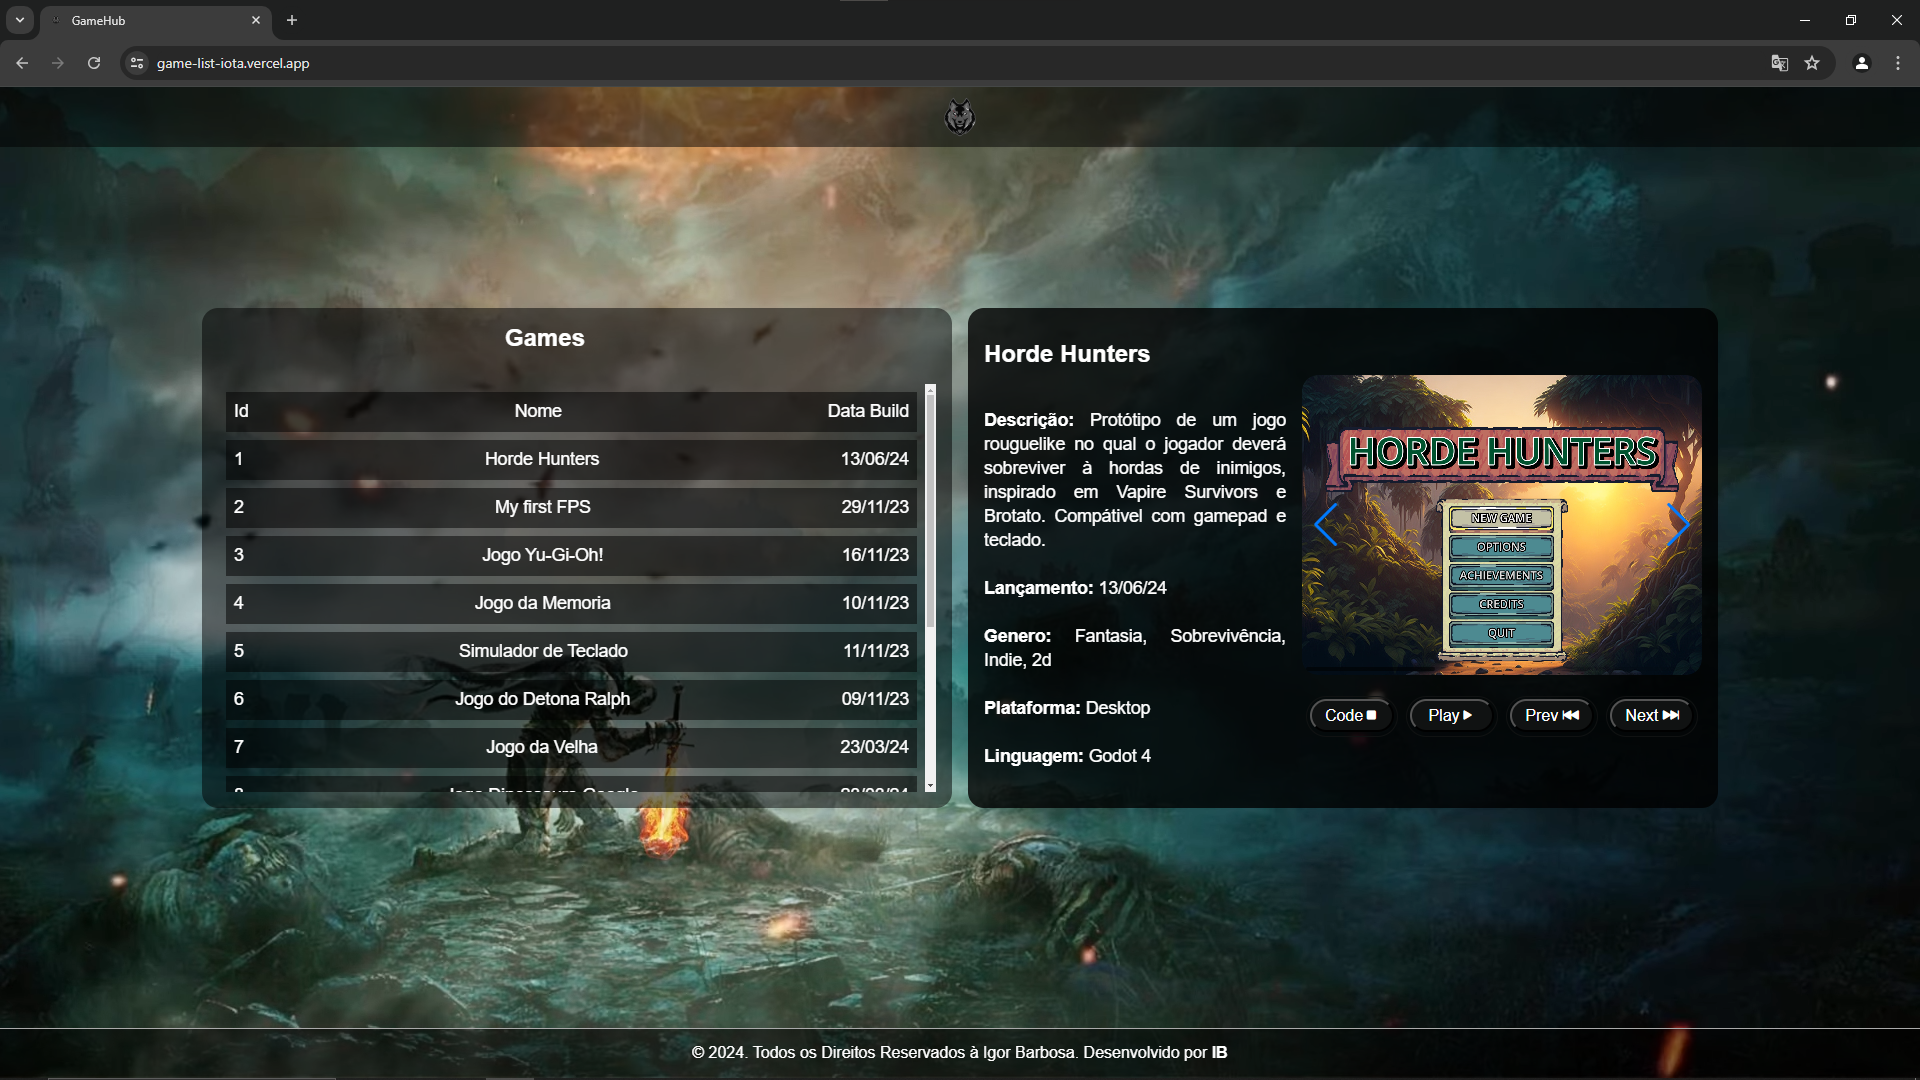 GameHub
game-list-iota.vercel.app
Games
Id Nome Data Build
1 Horde Hunters 13/06/24
2 My first FPS 29/11/23
3 Jogo Yu-Gi-Oh! 16/11/23
4 Jogo da Memoria 10/11/23
5 Simulador de Teclado 11/11/23
6 Jogo do Detona Ralph 09/11/23
7 Jogo da Velha 23/03/24
8 Jogo Dinossauro Google
Horde Hunters
Descrição: Protótipo de um jogo
rouguelike no qual o jogador deverá
sobreviver à hordas de inimigos,
inspirado em Vapire Survivors e
Brotato. Compátivel com gamepad e
teclado.
Lançamento: 13/06/24
Genero: Fantasia, Sobrevivência,
Indie, 2d
Plataforma: Desktop
Linguagem: Godot 4
HORDE HUNTERS
NEW GAME
OPTIONS
ACHIEVEMENTS
CREDITS
QUIT
Code Play Prev Next
© 2024. Todos os Direitos Reservados à Igor Barbosa. Desenvolvido por IB